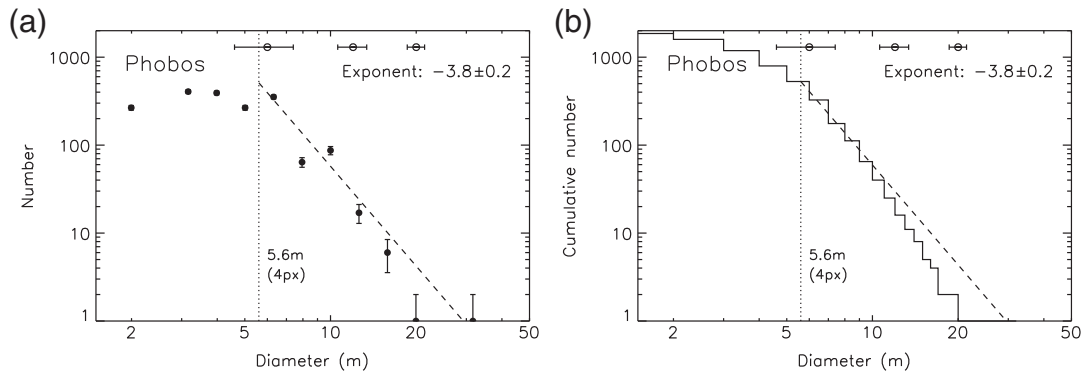 (a)
Phobos
Exponent: −3.8±0.2
1000
100
10
1
Number
5.6m
(4px)
2 5 10 20 50
Diameter (m)
(b)
Phobos
Exponent: −3.8±0.2
1000
100
10
1
Cumulative number
5.6m
(4px)
2 5 10 20 50
Diameter (m)